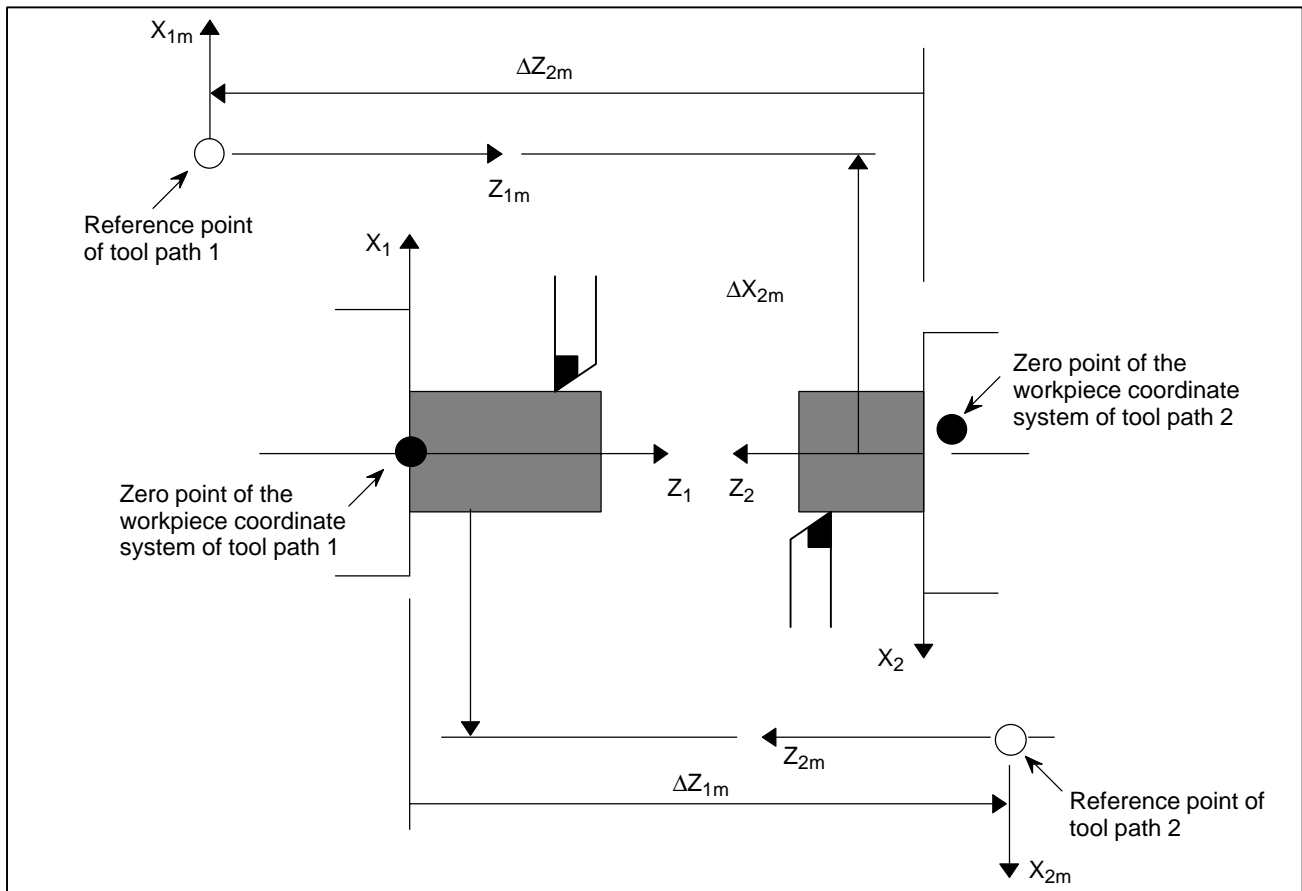 X1m
ΔZ2m
Z1m
Reference point
of tool path 1
X1
ΔX2m
Zero point of the
workpiece coordinate
system of tool path 2
Z1
Z2
Zero point of the
workpiece coordinate
system of tool path 1
X2
Z2m
ΔZ1m
Reference point of
tool path 2
X2m